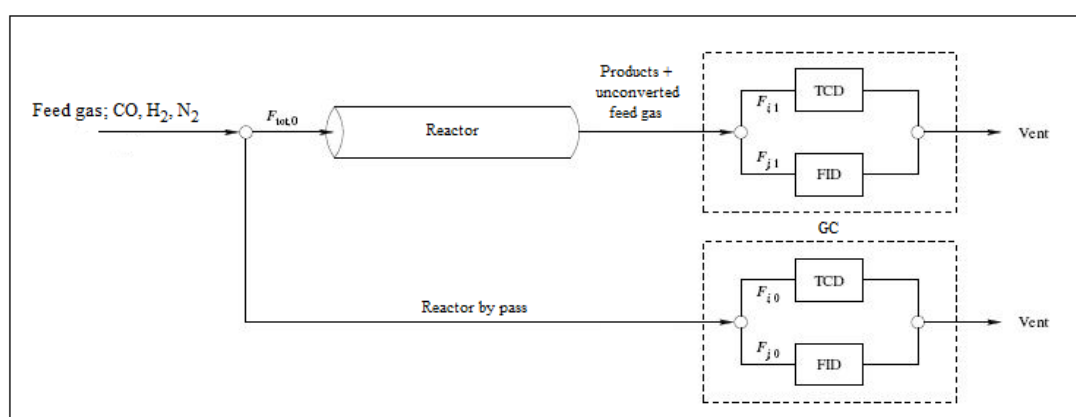 Products +
unconverted
feed gas
Feed gas; CO, H2, N2
Ftot,0
Reactor
Fi1
TCD
Fj1
FID
Vent
GC
Reactor by pass
Fi0
TCD
Fj0
FID
Vent